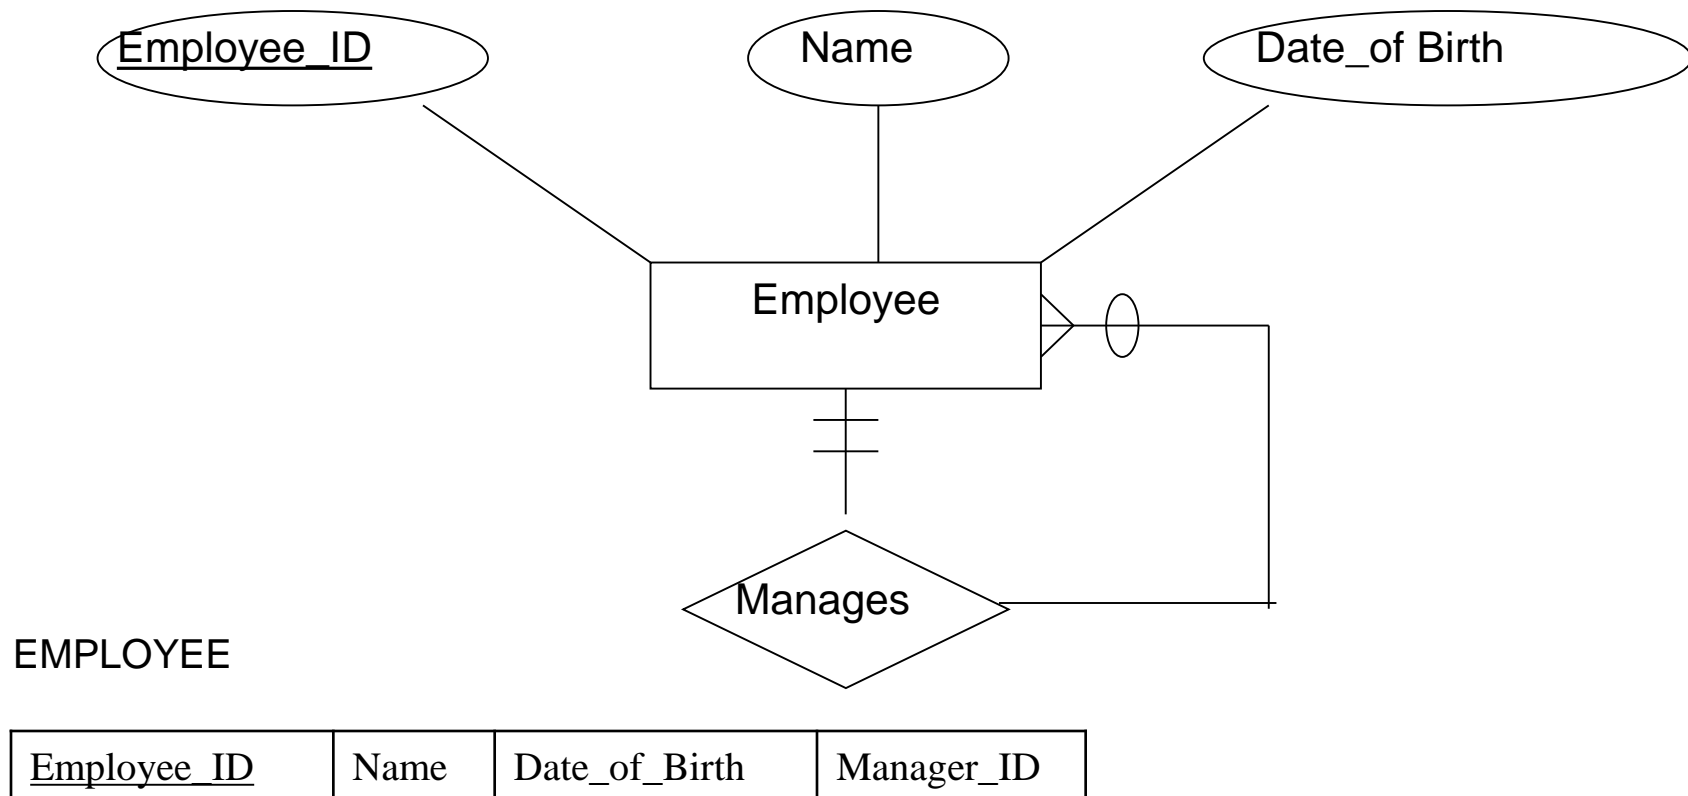 Employee_ID
Name
Date_of Birth
Employee
Manages
EMPLOYEE
Employee_ID Name Date_of_Birth Manager_ID